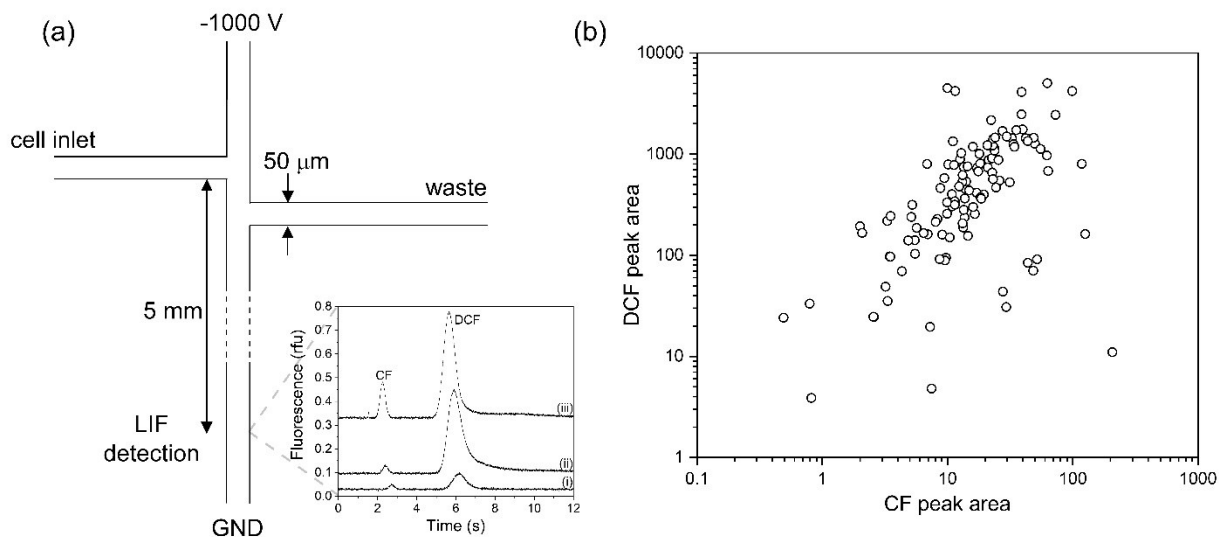 (a)
-1000 V
cell inlet
50 μm
waste
5 mm
LIF
detection
GND
0.8
0.7
0.6
0.5
0.4
0.3
0.2
0.1
0.0
Fluorescence (rfu)
CF
DCF
(iii)
(ii)
(i)
0 2 4 6 8 10 12
Time (s)
(b)
10000
1000
100
10
1
DCF peak area
0.1 1 10 100 1000
CF peak area